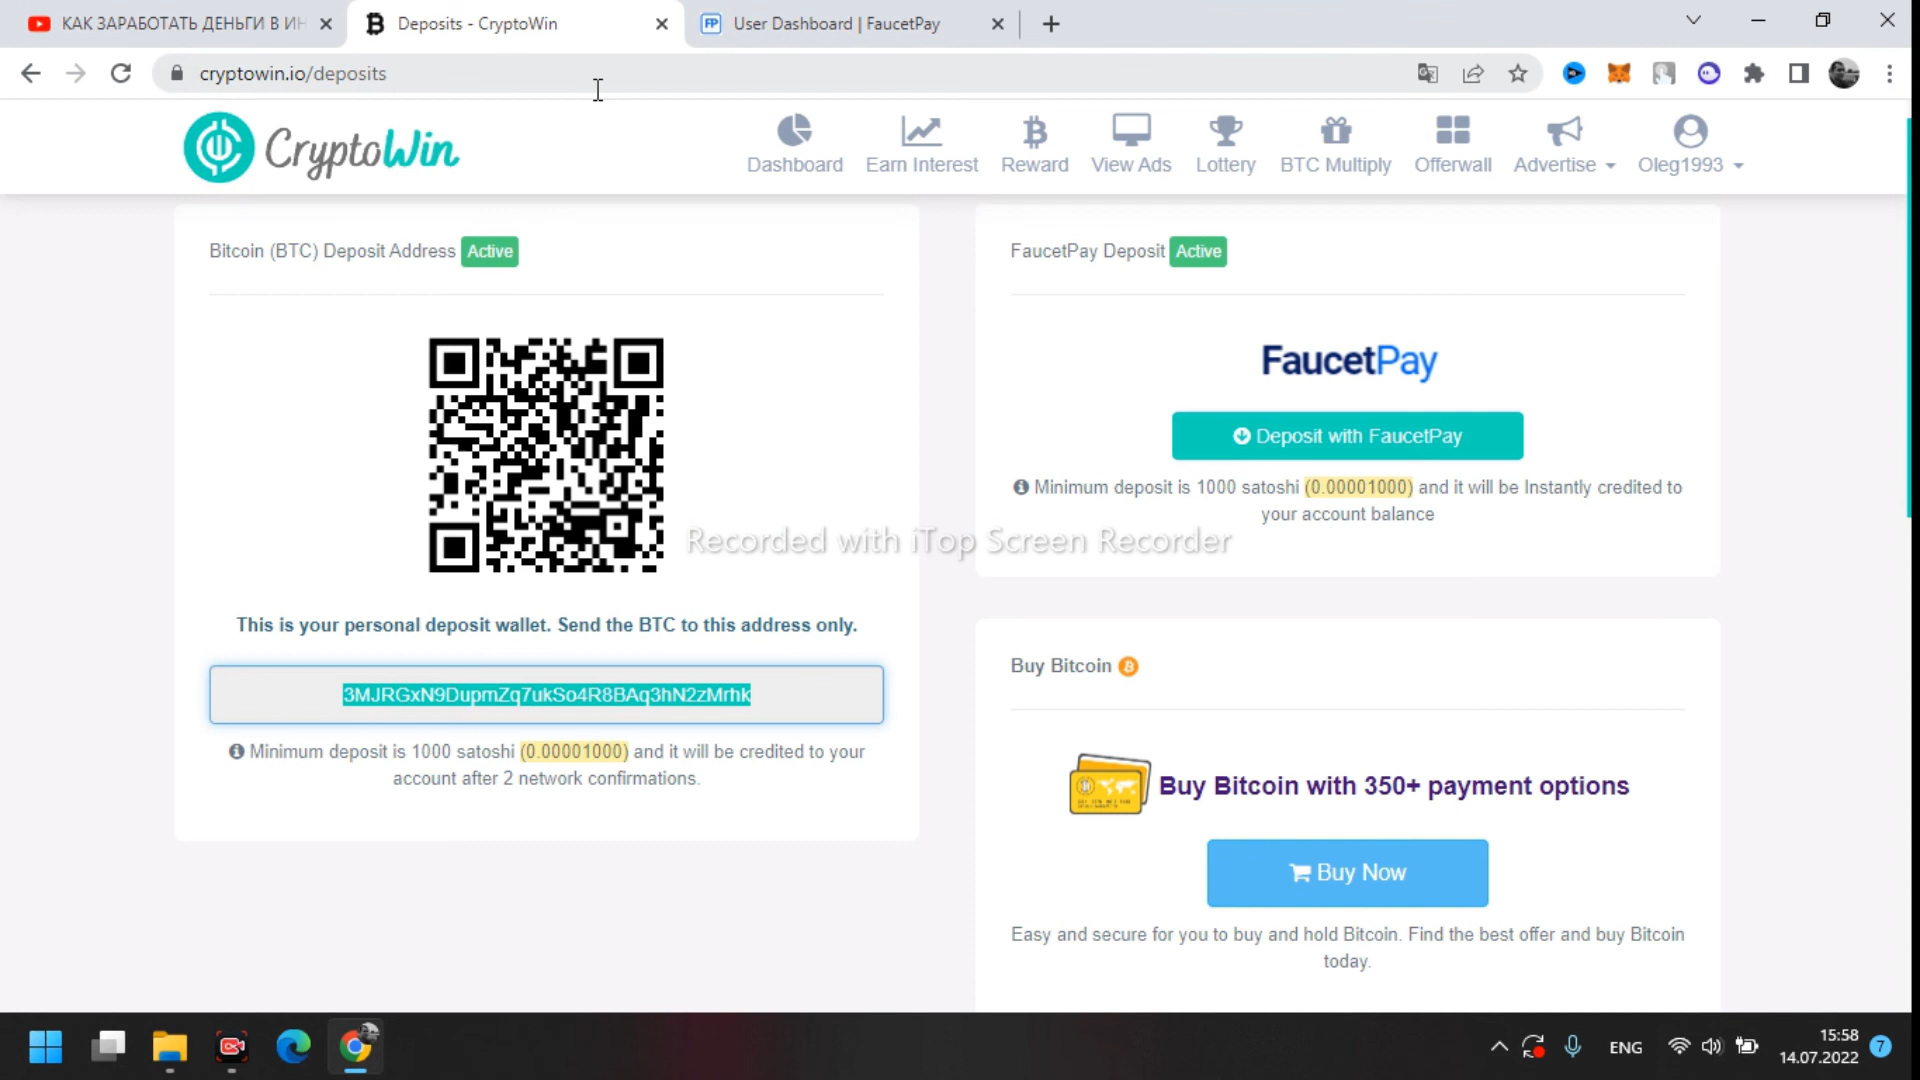 КАК ЗАРАБОТАТЬ ДЕНЬГИ В ИН
Deposits - CryptoWin
FP
User Dashboard | FaucetPay
cryptowin.io/deposits
CryptoWin
Dashboard
Earn Interest
Reward
View Ads
Lottery
BTC Multiply
Offerwall
Advertise
Oleg1993
Bitcoin (BTC) Deposit Address Active
This is your personal deposit wallet. Send the BTC to this address only.
3MJRGxN9DupmZq7ukSo4R8BAq3hN2zMrhk
Minimum deposit is 1000 satoshi (0.00001000) and it will be credited to your
account after 2 network confirmations.
FaucetPay Deposit Active
FaucetPay
Deposit with FaucetPay
Minimum deposit is 1000 satoshi (0.00001000) and it will be Instantly credited to
your account balance
Recorded with iTop Screen Recorder
Buy Bitcoin
Buy Bitcoin with 350+ payment options
Buy Now
Easy and secure for you to buy and hold Bitcoin. Find the best offer and buy Bitcoin
today.
ENG
15:58
14.07.2022
7